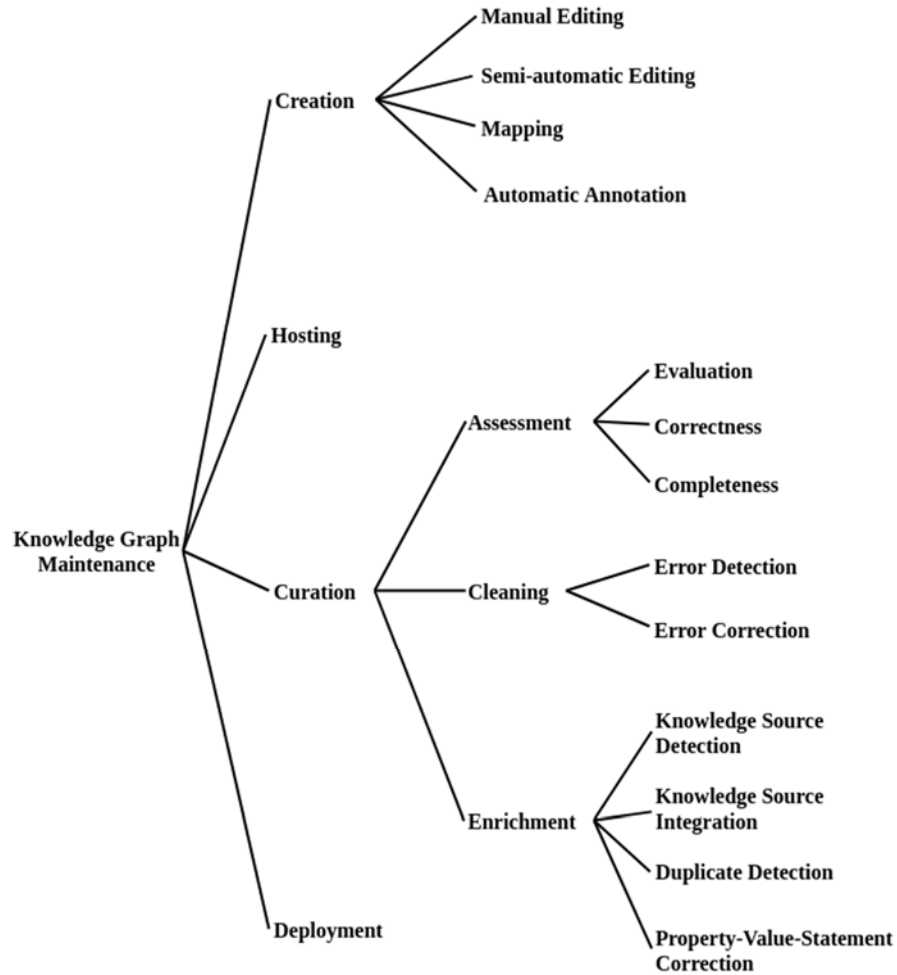 Manual Editing
Semi-automatic Editing
Creation
Mapping
Automatic Annotation
Hosting
Evaluation
Assessment
Correctness
Completeness
Knowledge Graph
Maintenance
Error Detection
Curation
Cleaning
Error Correction
Knowledge Source
Detection
Knowledge Source
Integration
Enrichment
Duplicate Detection
Deployment
Property-Value-Statement
Correction